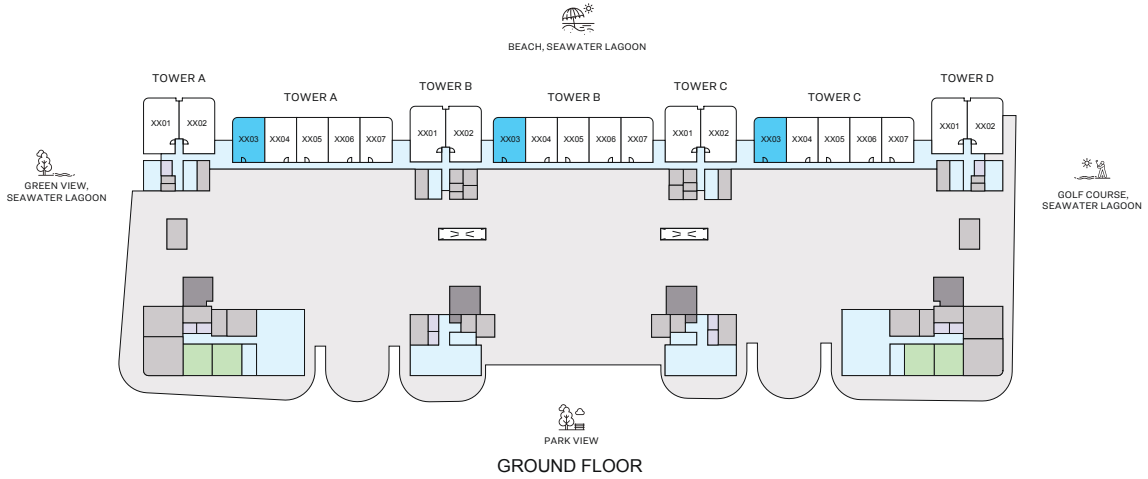 BEACH, SEAWATER LAGOON
TOWER A
TOWER A
TOWER B
TOWER B
TOWER C
TOWER C
TOWER D
XX01 XX02
XX03 XX04 XX05 XX06 XX07
XX01 XX02
XX03 XX04 XX05 XX06 XX07
XX01 XX02
XX03 XX04 XX05 XX06 XX07
XX01 XX02
GREEN VIEW,
SEAWATER LAGOON
GOLF COURSE,
SEAWATER LAGOON
PARK VIEW
GROUND FLOOR